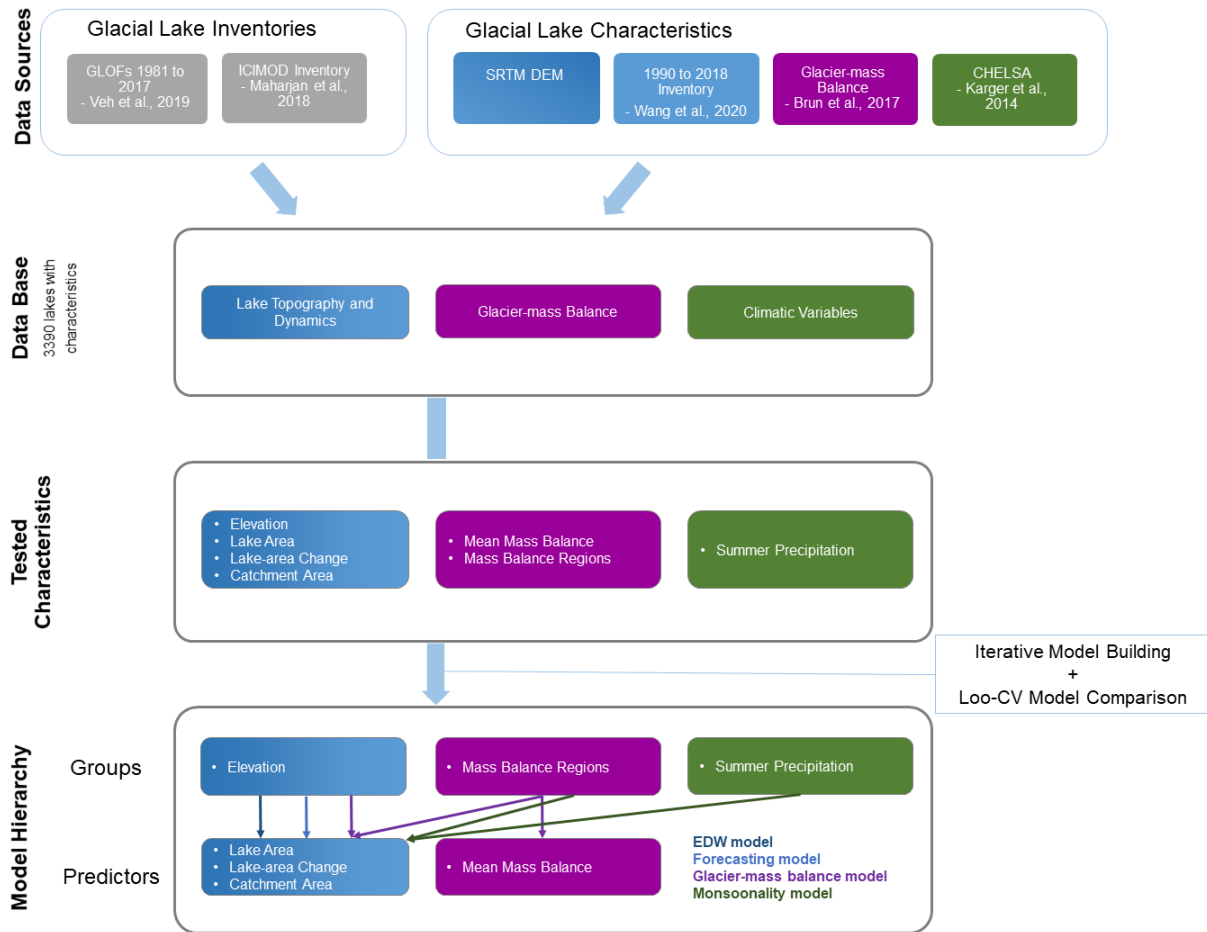 Data Sources
Glacial Lake Inventories
GLOFs 1981 to
2017
- Veh et al., 2019
ICIMOD Inventory
- Maharjan et al.,
2018
Glacial Lake Characteristics
SRTM DEM
1990 to 2018
Inventory
- Wang et al., 2020
Glacier-mass
Balance
- Brun et al., 2017
CHELSA
- Karger et al.,
2014
Data Base
3390 lakes with
characteristics
Lake Topography and
Dynamics
Glacier-mass Balance
Climatic Variables
Tested
Characteristics
• Elevation
• Lake Area
• Lake-area Change
• Catchment Area
• Mean Mass Balance
• Mass Balance Regions
• Summer Precipitation
Iterative Model Building
+
Loo-CV Model Comparison
Model Hierarchy
Groups
• Elevation
• Mass Balance Regions
• Summer Precipitation
Predictors
• Lake Area
• Lake-area Change
• Catchment Area
• Mean Mass Balance
EDW model
Forecasting model
Glacier-mass balance model
Monsoonality model